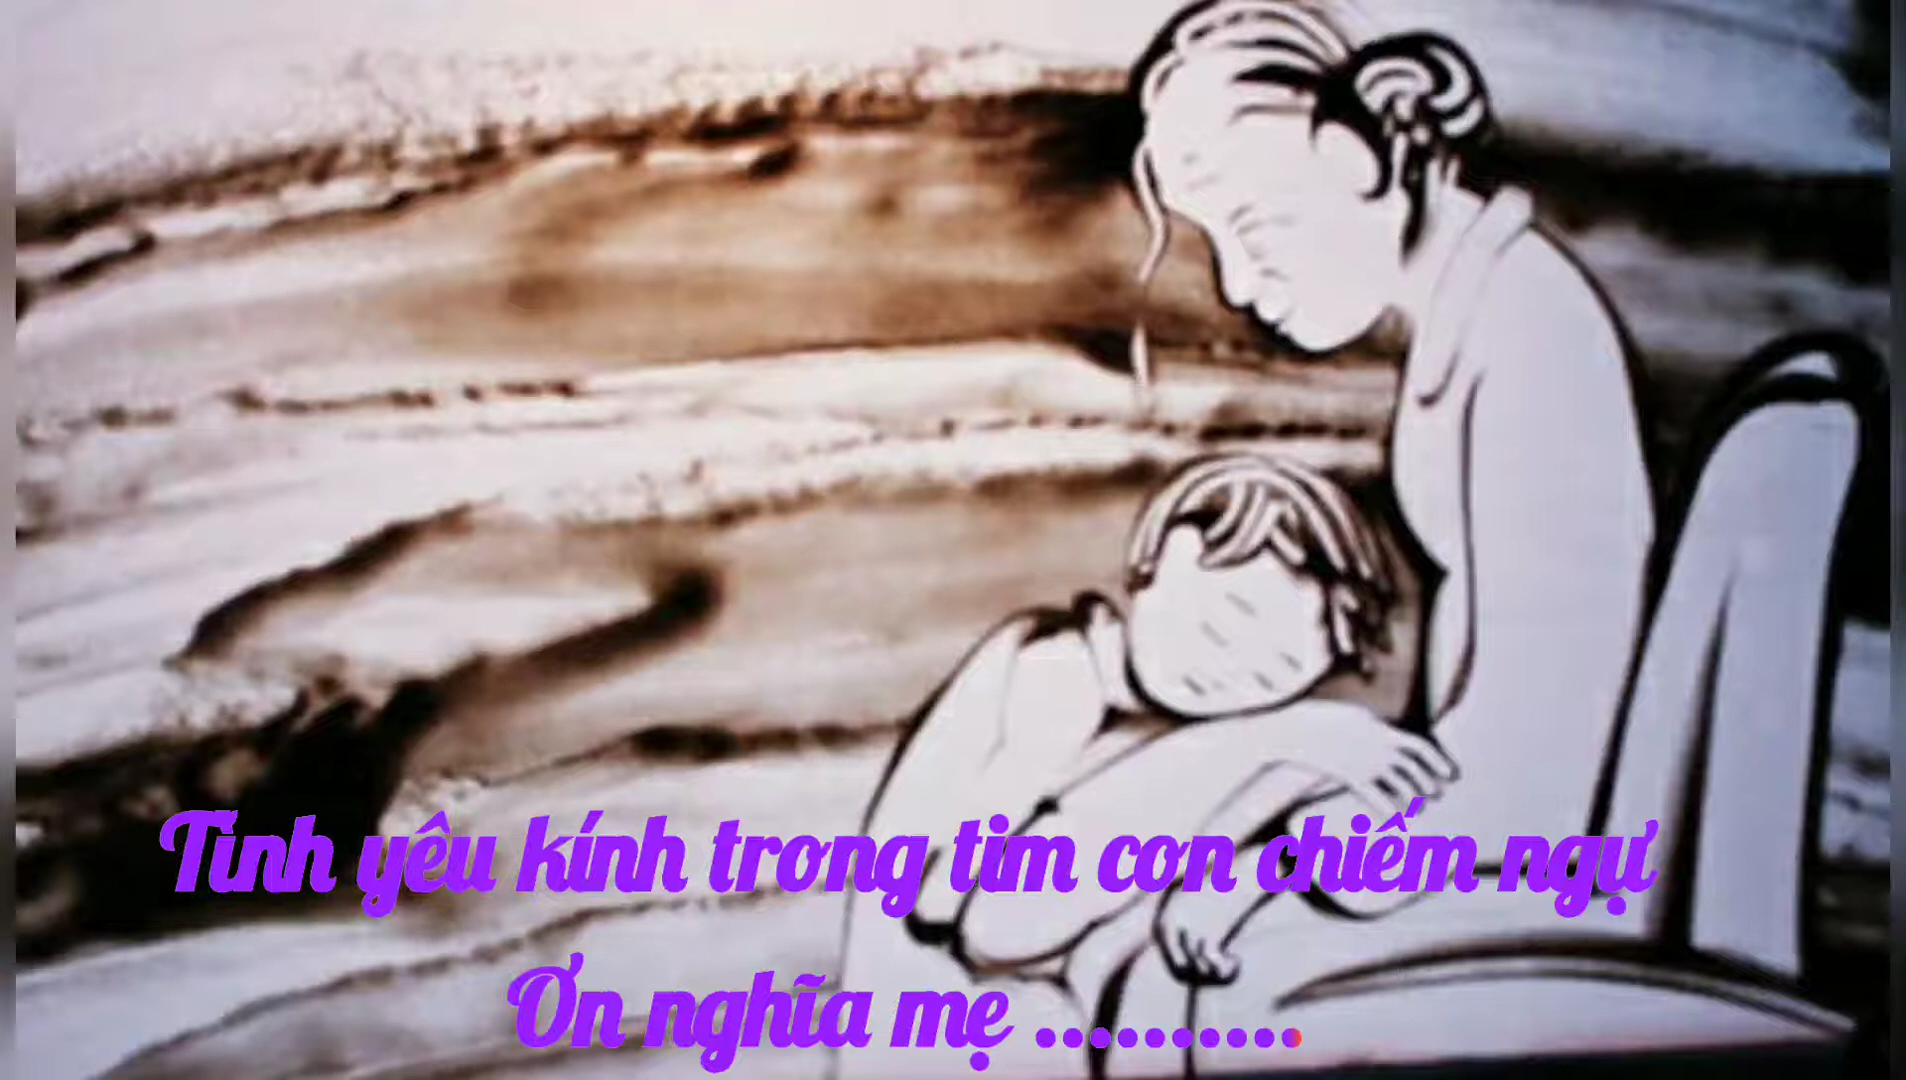 Tình yêu kính trong tim con chiếm ngự
Ơn nghĩa mẹ ..........